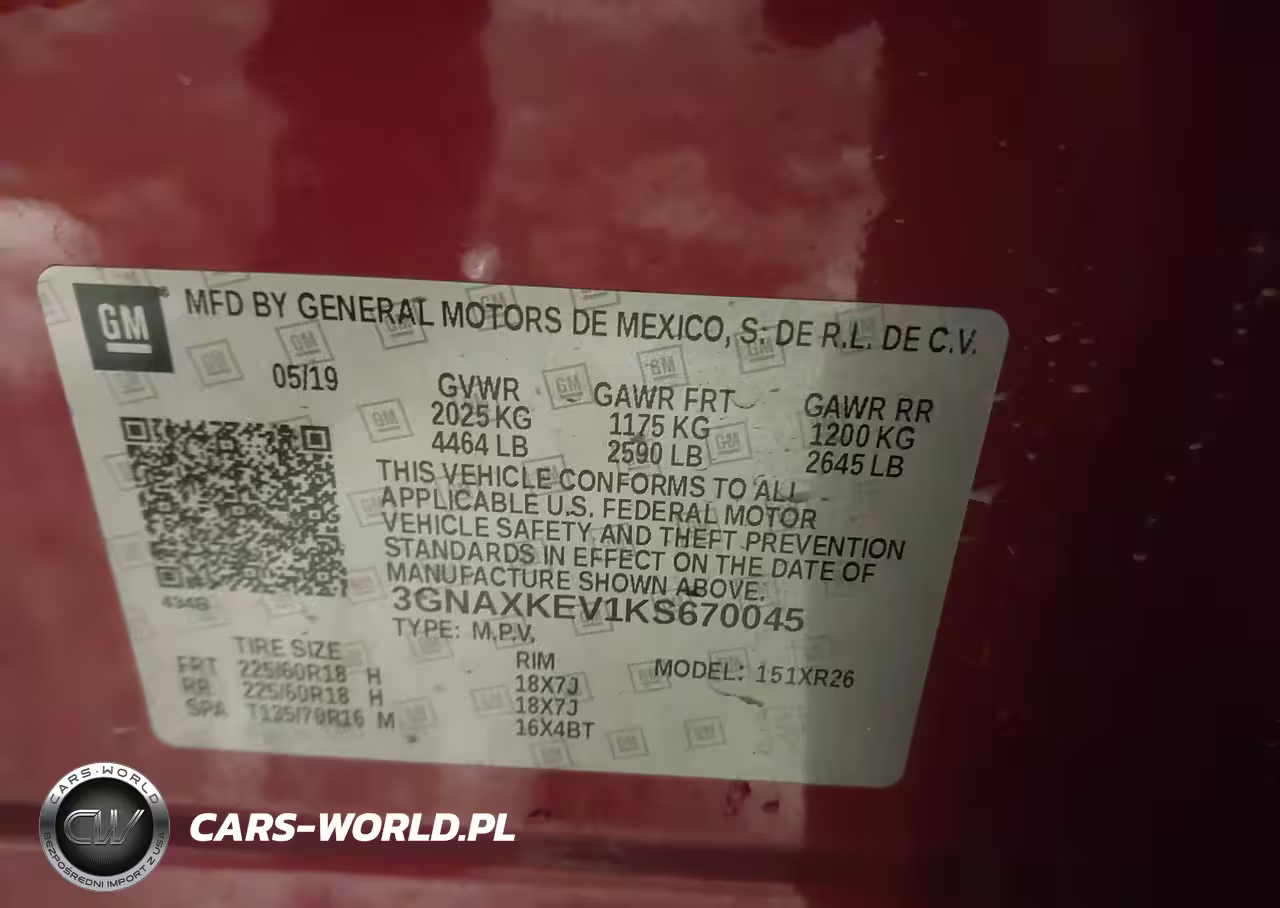 GM
MFD BY GENERAL MOTORS DE MEXICO, S. DE R.L. DE C.V.
05/19
GVWR GAWR FRT GAWR RR
2025 KG 1175 KG 1200 KG
4464 LB 2590 LB 2645 LB
THIS VEHICLE CONFORMS TO ALL
APPLICABLE U.S. FEDERAL MOTOR
VEHICLE SAFETY AND THEFT PREVENTION
STANDARDS IN EFFECT ON THE DATE OF
MANUFACTURE SHOWN ABOVE.
3GNAXKEV1KS670045
TYPE: M.P.V.
TIRE SIZE RIM MODEL: 151XR26
FRT 225/60R18 H 18X7J
RR 225/60R18 H 18X7J
SPA T135/70R16 M 16X4BT
CARS-WORLD
CW
BEZPOŚREDNI IMPORT Z USA
CARS-WORLD.PL